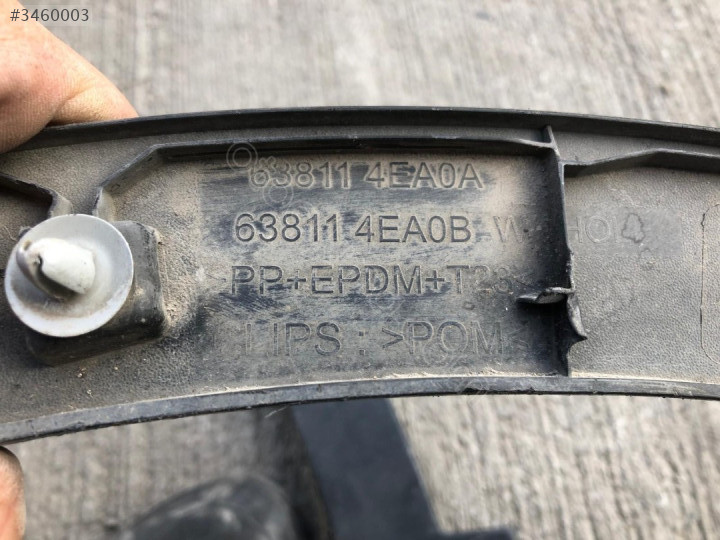 #3460003
63811 4EA0A
63811 4EA0B
PP+EPDM+T
CLIPS : >POM<